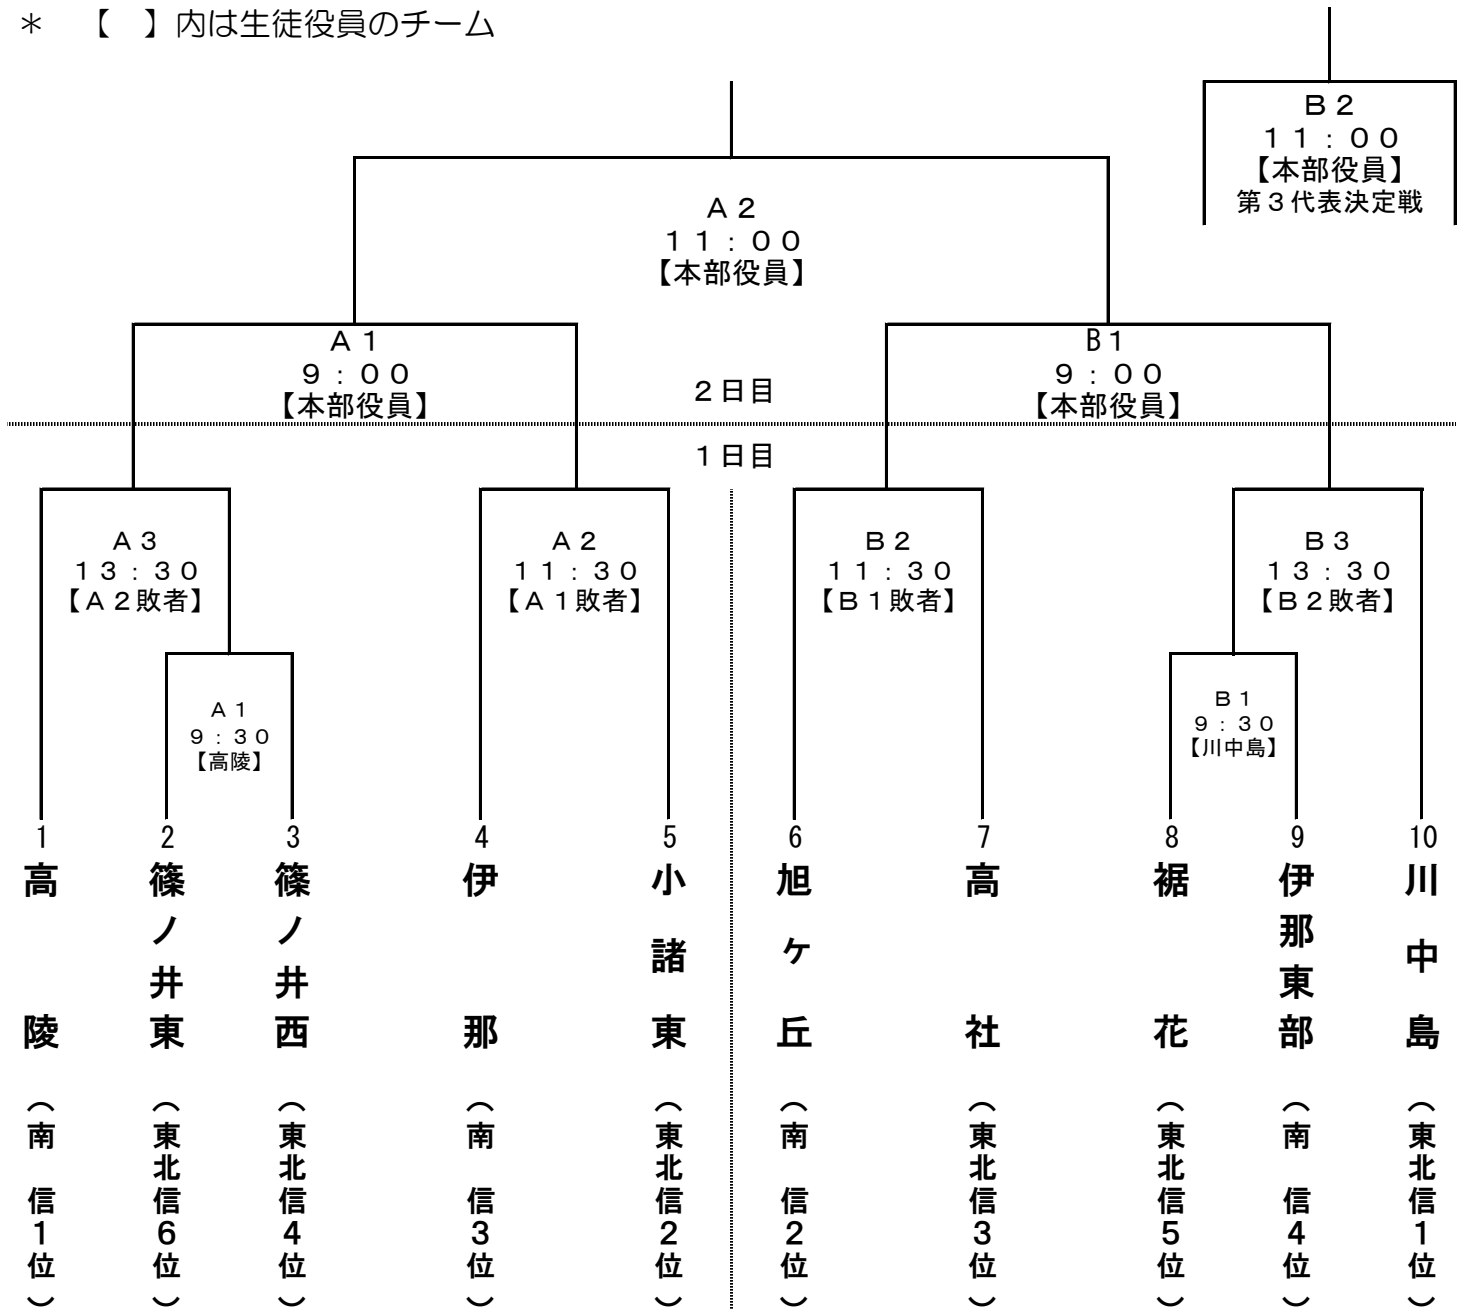 ＊　【　】内は生徒役員のチーム
Ｂ２
１１：００
【本部役員】
第３代表決定戦
Ａ２
１１：００
【本部役員】
Ａ１
９：００
【本部役員】
２日目
B１
９：００
【本部役員】
１日目
Ａ３
１３：３０
【Ａ２敗者】
Ａ２
１１：３０
【Ａ１敗者】
Ｂ２
１１：３０
【Ｂ１敗者】
Ｂ３
１３：３０
【Ｂ２敗者】
Ａ１
９：３０
【高陵】
Ｂ１
９：３０
【川中島】
1
高陵
（南信１位）
2
篠ノ井東
（東北信６位）
3
篠ノ井西
（東北信４位）
4
伊那
（南信３位）
5
小諸東
（東北信２位）
6
旭ケ丘
（南信２位）
7
高社
（東北信３位）
8
裾花
（東北信５位）
9
伊那東部
（南信４位）
10
川中島
（東北信１位）